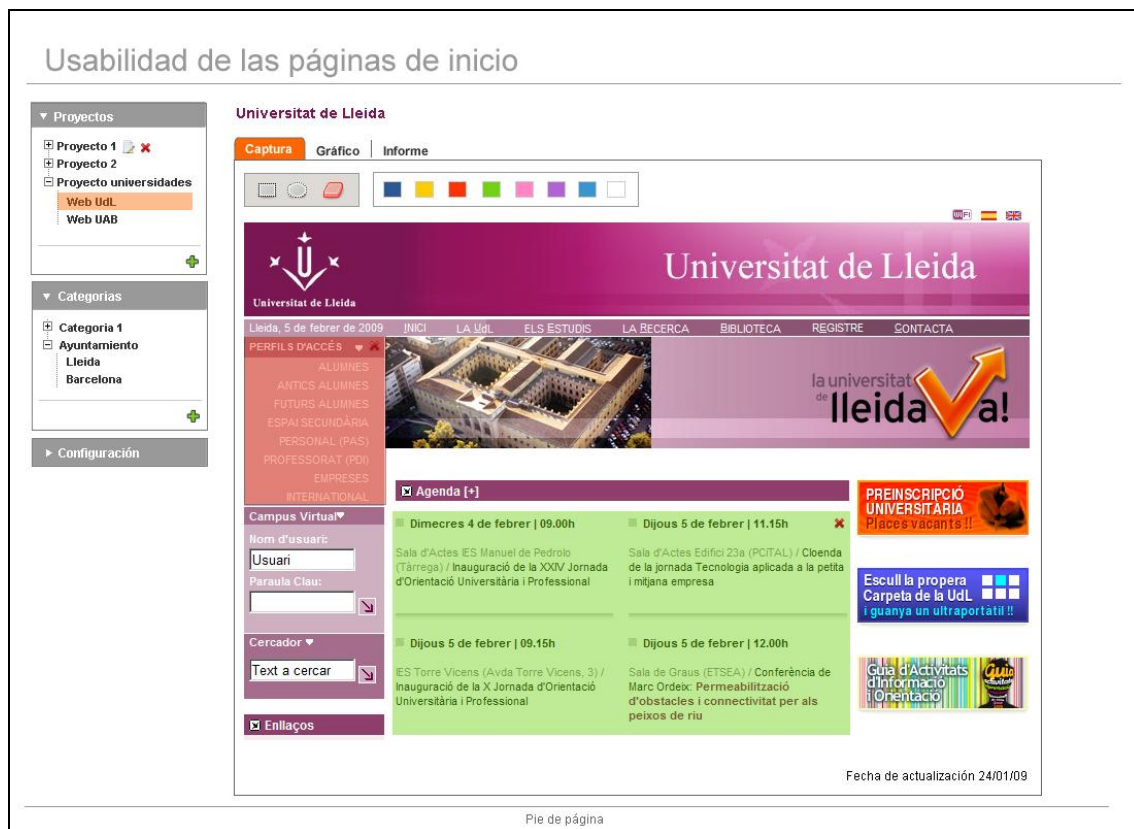 Usabilidad de las páginas de inicio
Proyectos
Proyecto 1
Proyecto 2
Proyecto universidades
Web UdL
Web UAB
Categorias
Categoria 1
Ayuntamiento
Lleida
Barcelona
Configuración
Universitat de Lleida
Captura
Gráfico
Informe
WiFi
Universitat de Lleida
Universitat de Lleida
Lleida, 5 de febrer de 2009
INICI
LA UdL
ELS ESTUDIS
LA RECERCA
BIBLIOTECA
REGISTRE
CONTACTA
PERFILS D'ACCÉS
ALUMNES
ANTICS ALUMNES
FUTURS ALUMNES
ESPAI SECUNDÀRIA
PERSONAL (PAS)
PROFESSORAT (PDI)
EMPRESES
INTERNATIONAL
la universitat
de lleida Va!
Campus Virtual
Nom d'usuari:
Usuari
Paraula Clau:
Cercador
Text a cercar
Enllaços
Agenda [+]
Dimecres 4 de febrer | 09.00h
Sala d'Actes IES Manuel de Pedrolo
(Tàrrega) / Inauguració de la XXIV Jornada
d'Orientació Universitària i Professional
Dijous 5 de febrer | 11.15h
Sala d'Actes Edifici 23a (PCiTAL) / Cloenda
de la jornada Tecnologia aplicada a la petita
i mitjana empresa
Dijous 5 de febrer | 09.15h
IES Torre Vicens (Avda Torre Vicens, 3) /
Inauguració de la X Jornada d'Orientació
Universitària i Professional
Dijous 5 de febrer | 12.00h
Sala de Graus (ETSEA) / Conferència de
Marc Ordeix: Permeabilització
d'obstacles i connectivitat per als
peixos de riu
PREINSCRIPCIÓ
UNIVERSITÀRIA
Places vacants !!
Escull la propera
Carpeta de la UdL
i guanya un ultraportàtil !!
Guia d'Activitats
d'Informació
i Orientació
Guia
Fecha de actualización 24/01/09
Pie de página